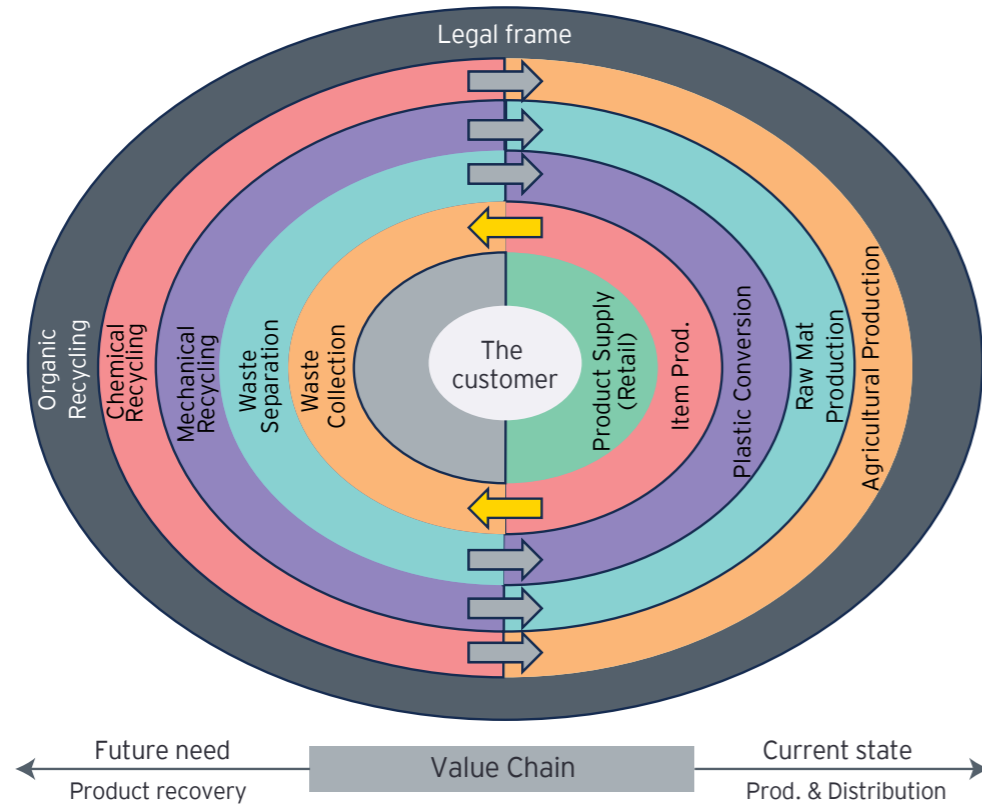 Legal frame
Organic
Recycling
Chemical
Recycling
Mechanical
Recycling
Waste
Separation
Waste
Collection
The
customer
Product Supply
(Retail)
Item Prod.
Plastic Conversion
Raw Mat
Production
Agricultural Production
Future need
Product recovery
Value Chain
Current state
Prod. & Distribution